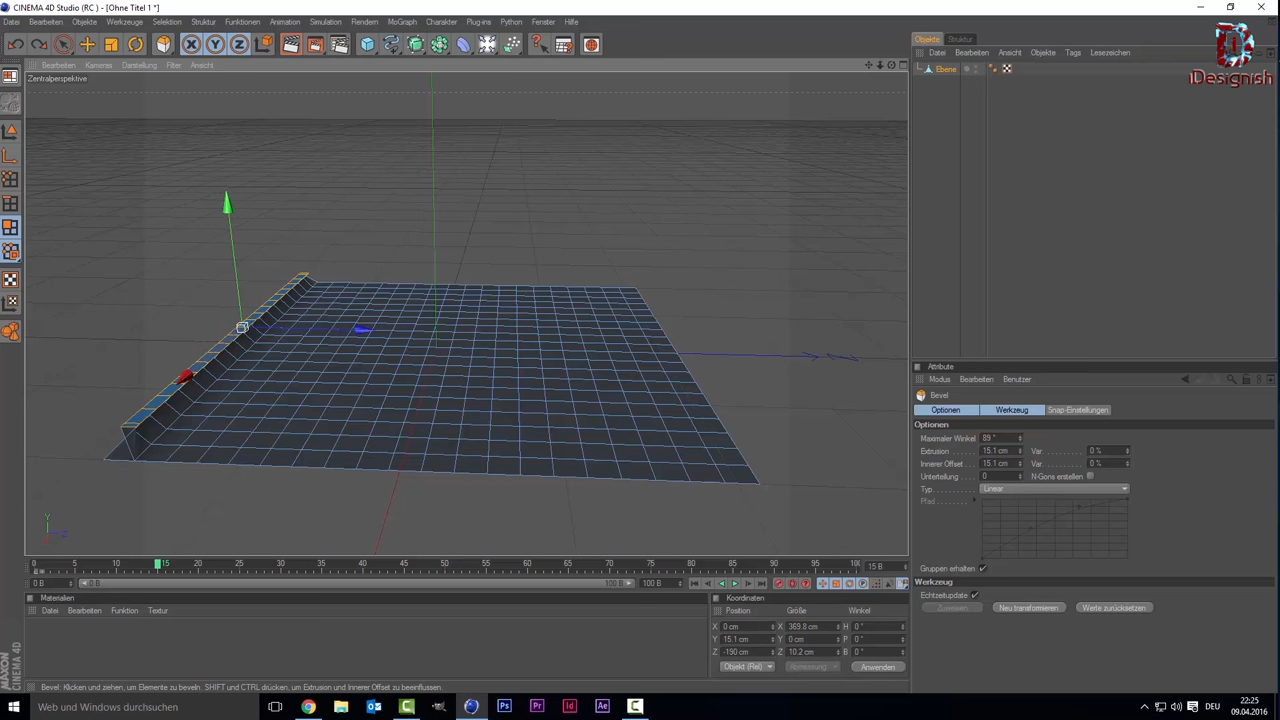 CINEMA 4D Studio (RC ) * - [Ohne Titel 1 *]
Datei Bearbeiten Objekte Werkzeuge Selektion Struktur Funktionen Animation Simulation Rendern MoGraph Charakter Plug-ins Python Fenster Hilfe
X Y Z
Bearbeiten Kameras Darstellung Filter Ansicht
Zentralperspektive
Y
Z
0 5 10 15 20 25 30 35 40 45 50 55 60 65 70 75 80 85 90 95 100
15 B
0 B
0 B
100 B
100 B
Materialien
Datei Bearbeiten Funktion Textur
Koordinaten
Position Größe Winkel
X 0 cm X 369.8 cm H 0 °
Y 15.1 cm Y 0 cm P 0 °
Z -190 cm Z 10.2 cm B 0 °
Objekt (Rel) Abmessung Anwenden
MAXON CINEMA 4D
Bevel: Klicken und ziehen, um Elemente zu beveln. SHIFT und CTRL drücken, um Extrusion und Innerer Offset zu beeinflussen.
Objekte Struktur
Datei Bearbeiten Ansicht Objekte Tags Lesezeichen
Ebene
iDesignish
Attribute
Modus Bearbeiten Benutzer
Bevel
Optionen Werkzeug Snap-Einstellungen
Optionen
Maximaler Winkel 89 °
Extrusion 15.1 cm Var. 0 %
Innerer Offset 15.1 cm Var. 0 %
Unterteilung 0 N-Gons erstellen
Typ Linear
Pfad
Gruppen erhalten
Werkzeug
Echtzeitupdate
Zuweisen Neu transformieren Werte zurücksetzen
Web und Windows durchsuchen
Ps Pr Id Ae
DEU
22:25
09.04.2016